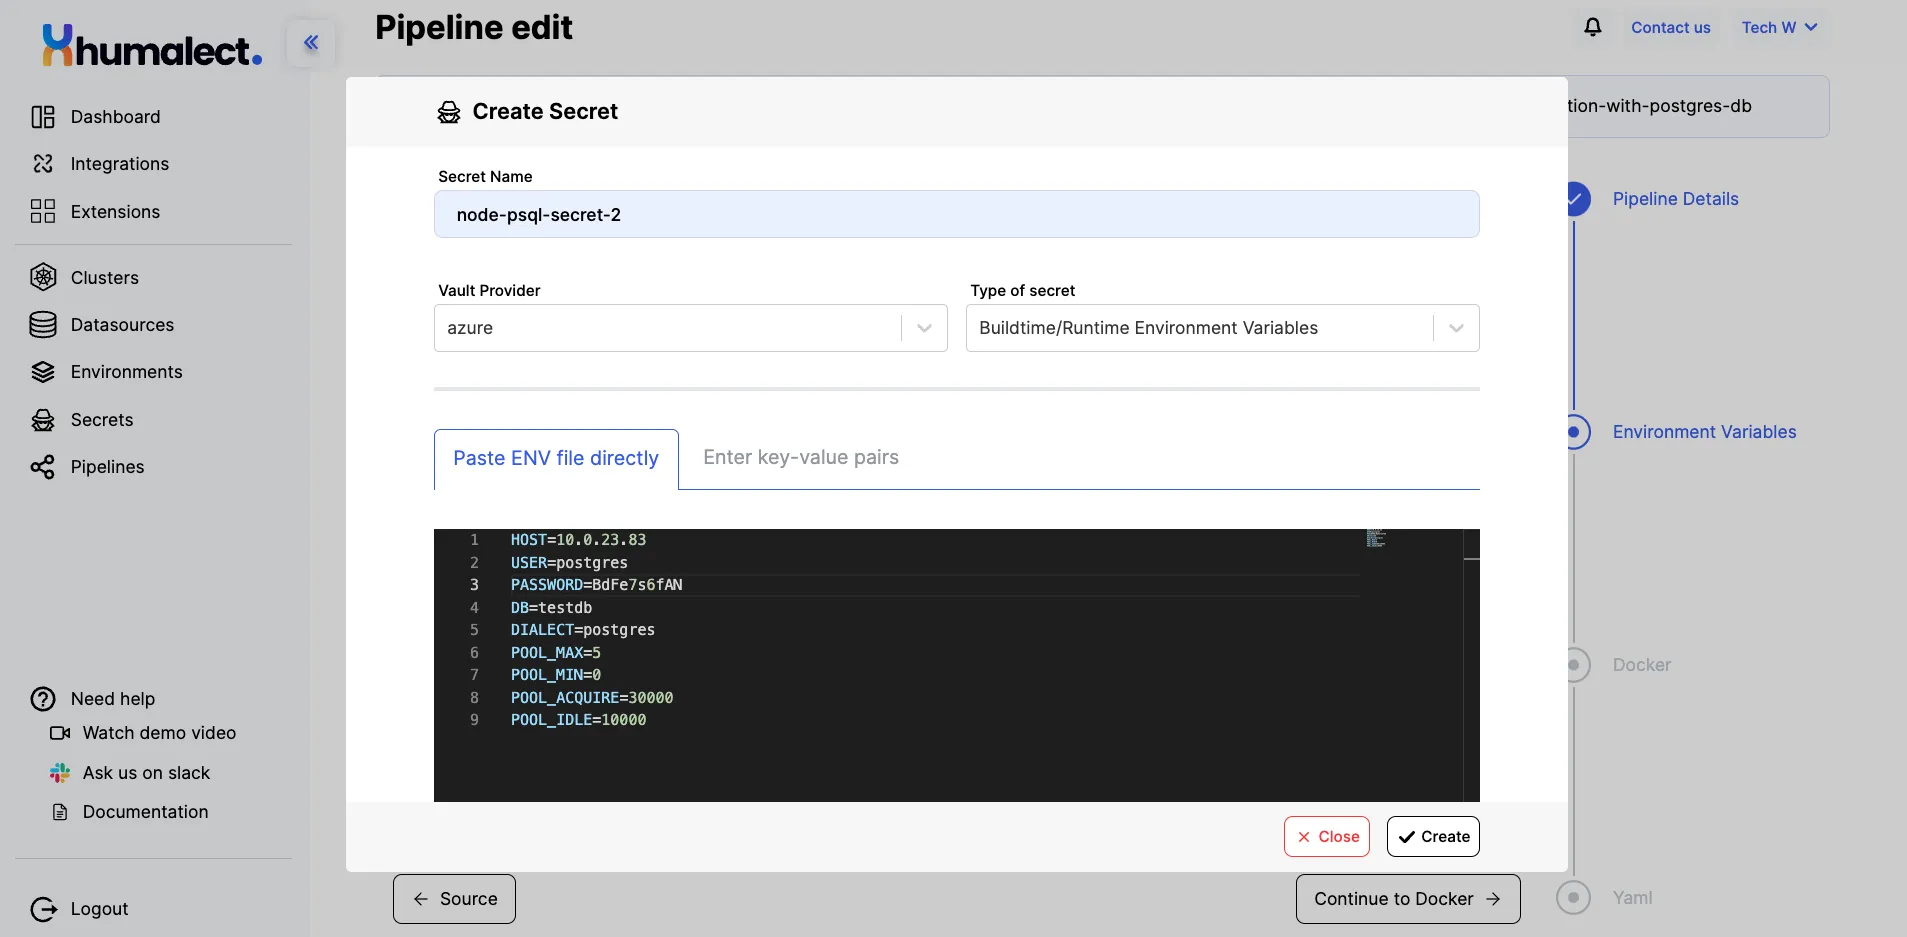 humalect.
Dashboard
Integrations
Extensions
Clusters
Datasources
Environments
Secrets
Pipelines
Need help
Watch demo video
Ask us on slack
Documentation
Logout
Pipeline edit
Contact us
Tech W
tion-with-postgres-db
Create Secret
Secret Name
node-psql-secret-2
Vault Provider
azure
Type of secret
Buildtime/Runtime Environment Variables
Paste ENV file directly
Enter key-value pairs
1 HOST=10.0.23.83
2 USER=postgres
3 PASSWORD=BdFe7s6fAN
4 DB=testdb
5 DIALECT=postgres
6 POOL_MAX=5
7 POOL_MIN=0
8 POOL_ACQUIRE=30000
9 POOL_IDLE=10000
Close
Create
Source
Continue to Docker
Pipeline Details
Environment Variables
Docker
Yaml